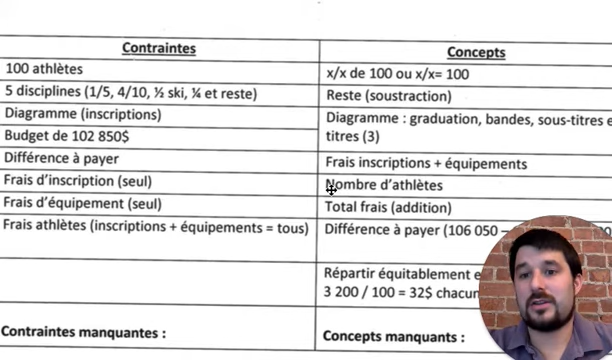 Contraintes
100 athlètes
5 disciplines (1/5, 4/10, ½ ski, ¼ et reste)
Diagramme (inscriptions)
Budget de 102 850$
Différence à payer
Frais d'inscription (seul)
Frais d'équipement (seul)
Frais athlètes (inscriptions + équipements = tous)
Contraintes manquantes :
Concepts
x/x de 100 ou x/x= 100
Reste (soustraction)
Diagramme : graduation, bandes, sous-titres
titres (3)
Frais inscriptions + équipements
Nombre d'athlètes
Total frais (addition)
Différence à payer (106 050 –
Répartir équitablement
3 200 / 100 = 32$ chacun
Concepts manquants :